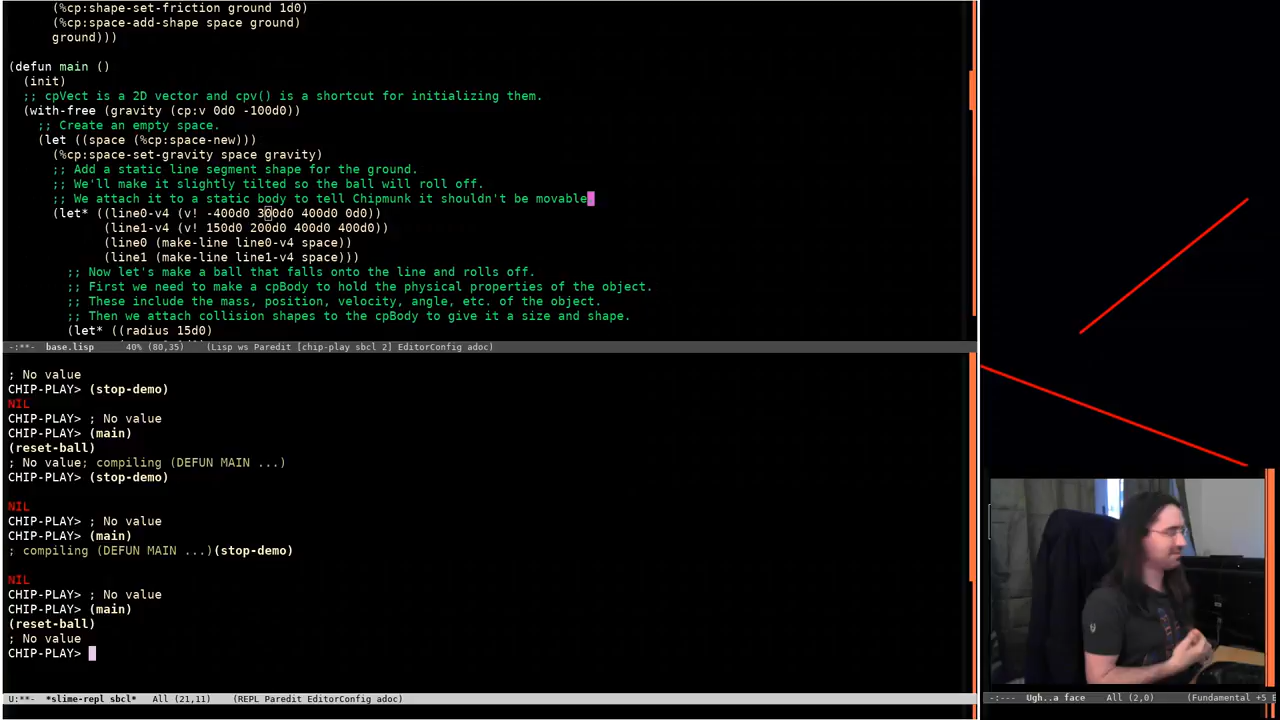 (%cp:shape-set-friction ground 1d0)
(%cp:space-add-shape space ground)
ground)))
(defun main ()
(init)
;; cpVect is a 2D vector and cpv() is a shortcut for initializing them.
(with-free (gravity (cp:v 0d0 -100d0))
;; Create an empty space.
(let ((space (%cp:space-new)))
(%cp:space-set-gravity space gravity)
;; Add a static line segment shape for the ground.
;; We'll make it slightly tilted so the ball will roll off.
;; We attach it to a static body to tell Chipmunk it shouldn't be movable.
(let* ((line0-v4 (v! -400d0 300d0 400d0 0d0))
(line1-v4 (v! 150d0 200d0 400d0 400d0))
(line0 (make-line line0-v4 space))
(line1 (make-line line1-v4 space)))
;; Now let's make a ball that falls onto the line and rolls off.
;; First we need to make a cpBody to hold the physical properties of the object.
;; These include the mass, position, velocity, angle, etc. of the object.
;; Then we attach collision shapes to the cpBody to give it a size and shape.
(let* ((radius 15d0)
-:**- base.lisp 40% (80,35) (Lisp ws Paredit [chip-play sbcl 2] EditorConfig adoc)
; No value
CHIP-PLAY> (stop-demo)
NIL
CHIP-PLAY> ; No value
CHIP-PLAY> (main)
(reset-ball)
; No value; compiling (DEFUN MAIN ...)
CHIP-PLAY> (stop-demo)
NIL
CHIP-PLAY> ; No value
CHIP-PLAY> (main)
; compiling (DEFUN MAIN ...)(stop-demo)
NIL
CHIP-PLAY> ; No value
CHIP-PLAY> (main)
(reset-ball)
; No value
CHIP-PLAY>
U:**- *slime-repl sbcl* All (21,11) (REPL Paredit EditorConfig adoc)
-:--- Ugh..a face All (2,0) (Fundamental +5 E